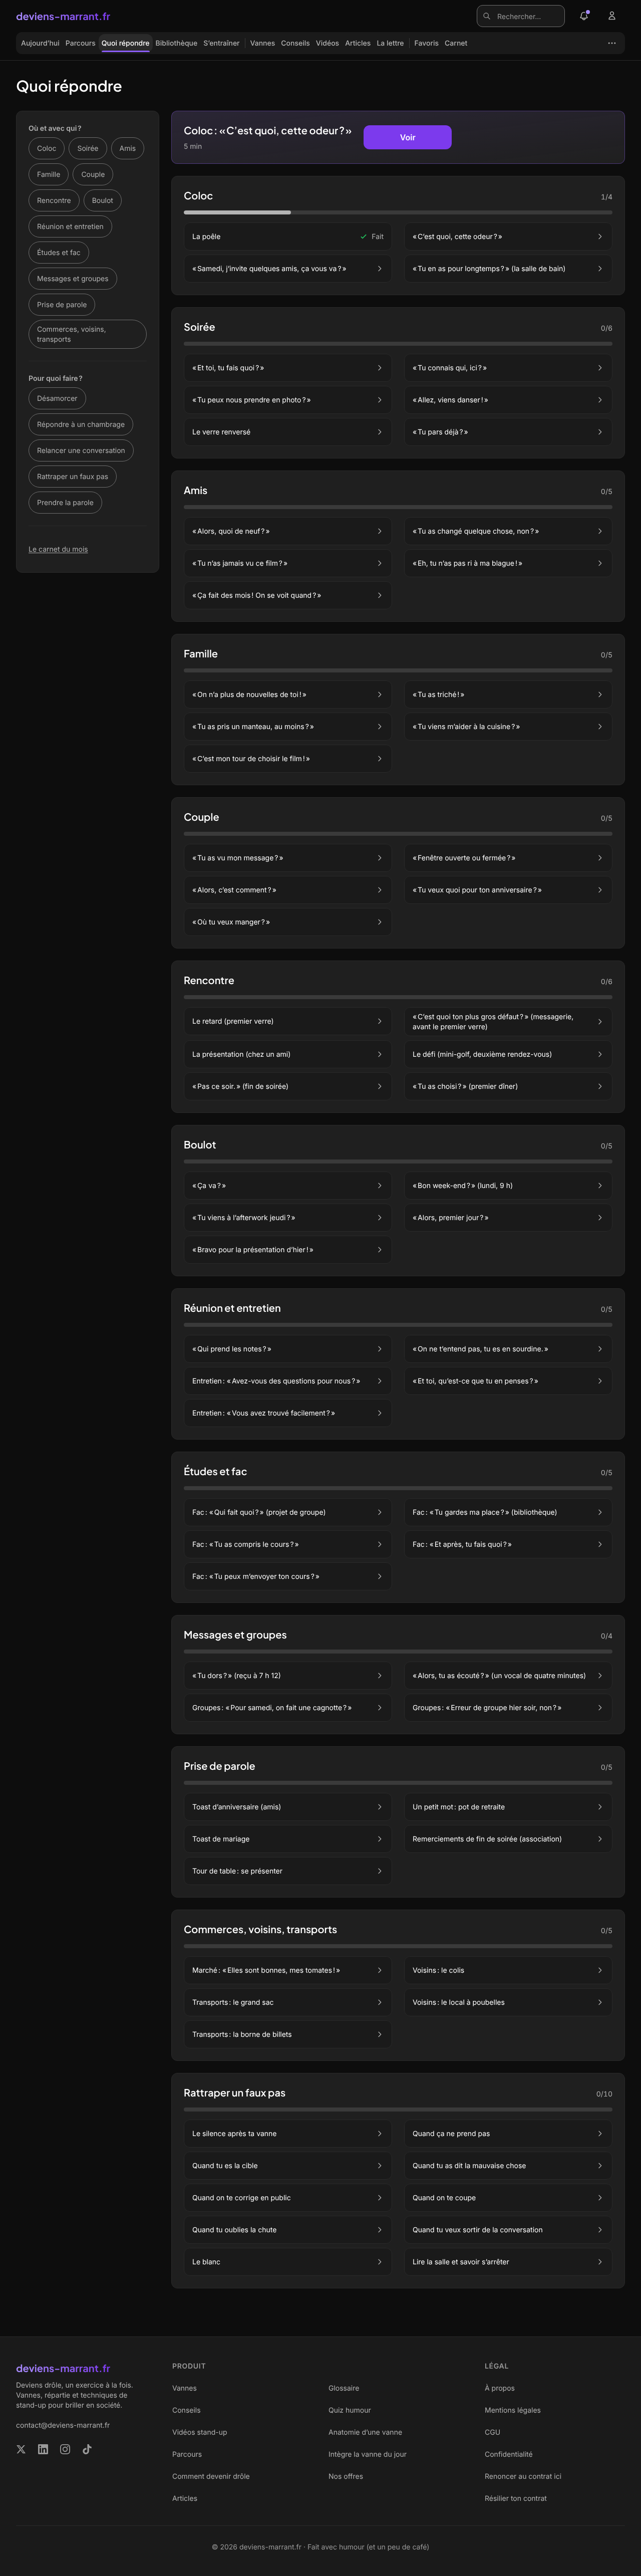 deviens-marrant.fr
Rechercher…
Aujourd’hui Parcours Quoi répondre Bibliothèque S’entraîner Vannes Conseils Vidéos Articles La lettre Favoris Carnet
Quoi répondre
Où et avec qui ?
Coloc Soirée Amis
Famille Couple
Rencontre Boulot
Réunion et entretien
Études et fac
Messages et groupes
Prise de parole
Commerces, voisins,
transports
Pour quoi faire ?
Désamorcer
Répondre à un chambrage
Relancer une conversation
Rattraper un faux pas
Prendre la parole
Le carnet du mois
Coloc : « C’est quoi, cette odeur ? »
5 min
Voir
Coloc 1/4
La poêle Fait
« C’est quoi, cette odeur ? »
« Samedi, j’invite quelques amis, ça vous va ? »
« Tu en as pour longtemps ? » (la salle de bain)
Soirée 0/6
« Et toi, tu fais quoi ? »
« Tu connais qui, ici ? »
« Tu peux nous prendre en photo ? »
« Allez, viens danser ! »
Le verre renversé
« Tu pars déjà ? »
Amis 0/5
« Alors, quoi de neuf ? »
« Tu as changé quelque chose, non ? »
« Tu n’as jamais vu ce film ? »
« Eh, tu n’as pas ri à ma blague ! »
« Ça fait des mois ! On se voit quand ? »
Famille 0/5
« On n’a plus de nouvelles de toi ! »
« Tu as triché ! »
« Tu as pris un manteau, au moins ? »
« Tu viens m’aider à la cuisine ? »
« C’est mon tour de choisir le film ! »
Couple 0/5
« Tu as vu mon message ? »
« Fenêtre ouverte ou fermée ? »
« Alors, c’est comment ? »
« Tu veux quoi pour ton anniversaire ? »
« Où tu veux manger ? »
Rencontre 0/6
Le retard (premier verre)
« C’est quoi ton plus gros défaut ? » (messagerie,
avant le premier verre)
La présentation (chez un ami)
Le défi (mini-golf, deuxième rendez-vous)
« Pas ce soir. » (fin de soirée)
« Tu as choisi ? » (premier dîner)
Boulot 0/5
« Ça va ? »
« Bon week-end ? » (lundi, 9 h)
« Tu viens à l’afterwork jeudi ? »
« Alors, premier jour ? »
« Bravo pour la présentation d’hier ! »
Réunion et entretien 0/5
« Qui prend les notes ? »
« On ne t’entend pas, tu es en sourdine. »
Entretien : « Avez-vous des questions pour nous ? »
« Et toi, qu’est-ce que tu en penses ? »
Entretien : « Vous avez trouvé facilement ? »
Études et fac 0/5
Fac : « Qui fait quoi ? » (projet de groupe)
Fac : « Tu gardes ma place ? » (bibliothèque)
Fac : « Tu as compris le cours ? »
Fac : « Et après, tu fais quoi ? »
Fac : « Tu peux m’envoyer ton cours ? »
Messages et groupes 0/4
« Tu dors ? » (reçu à 7 h 12)
« Alors, tu as écouté ? » (un vocal de quatre minutes)
Groupes : « Pour samedi, on fait une cagnotte ? »
Groupes : « Erreur de groupe hier soir, non ? »
Prise de parole 0/5
Toast d’anniversaire (amis)
Un petit mot : pot de retraite
Toast de mariage
Remerciements de fin de soirée (association)
Tour de table : se présenter
Commerces, voisins, transports 0/5
Marché : « Elles sont bonnes, mes tomates ! »
Voisins : le colis
Transports : le grand sac
Voisins : le local à poubelles
Transports : la borne de billets
Rattraper un faux pas 0/10
Le silence après ta vanne
Quand ça ne prend pas
Quand tu es la cible
Quand tu as dit la mauvaise chose
Quand on te corrige en public
Quand on te coupe
Quand tu oublies la chute
Quand tu veux sortir de la conversation
Le blanc
Lire la salle et savoir s’arrêter
deviens-marrant.fr
Deviens drôle, un exercice à la fois.
Vannes, répartie et techniques de
stand-up pour briller en société.
contact@deviens-marrant.fr
PRODUIT
Vannes
Conseils
Vidéos stand-up
Parcours
Comment devenir drôle
Articles
Glossaire
Quiz humour
Anatomie d’une vanne
Intègre la vanne du jour
Nos offres
LÉGAL
À propos
Mentions légales
CGU
Confidentialité
Renoncer au contrat ici
Résilier ton contrat
© 2026 deviens-marrant.fr · Fait avec humour (et un peu de café)